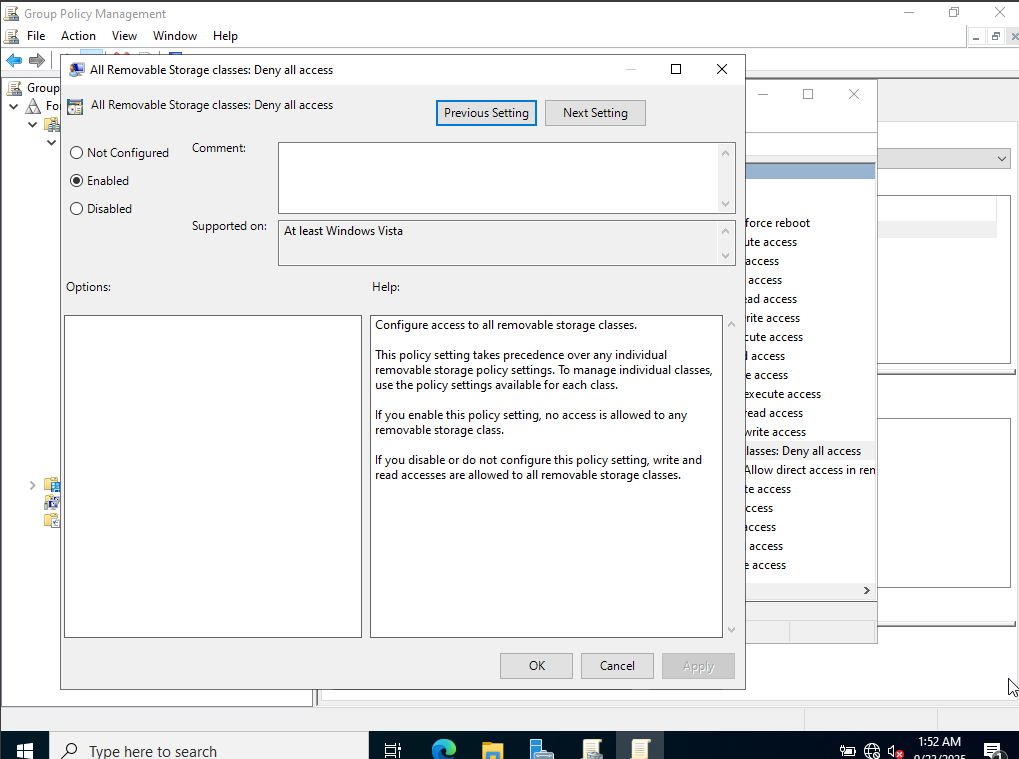 Group Policy Management
File Action View Window Help
All Removable Storage classes: Deny all access
All Removable Storage classes: Deny all access
Previous Setting
Next Setting
Group
Fo
Not Configured
Enabled
Disabled
Comment:
Supported on:
At least Windows Vista
Options:
Help:
Configure access to all removable storage classes.
This policy setting takes precedence over any individual
removable storage policy settings. To manage individual classes,
use the policy settings available for each class.
If you enable this policy setting, no access is allowed to any
removable storage class.
If you disable or do not configure this policy setting, write and
read accesses are allowed to all removable storage classes.
force reboot
ute access
access
access
ead access
rite access
cute access
d access
e access
execute access
read access
write access
lasses: Deny all access
Allow direct access in ren
te access
ccess
access
access
e access
OK
Cancel
Apply
Type here to search
1:52 AM